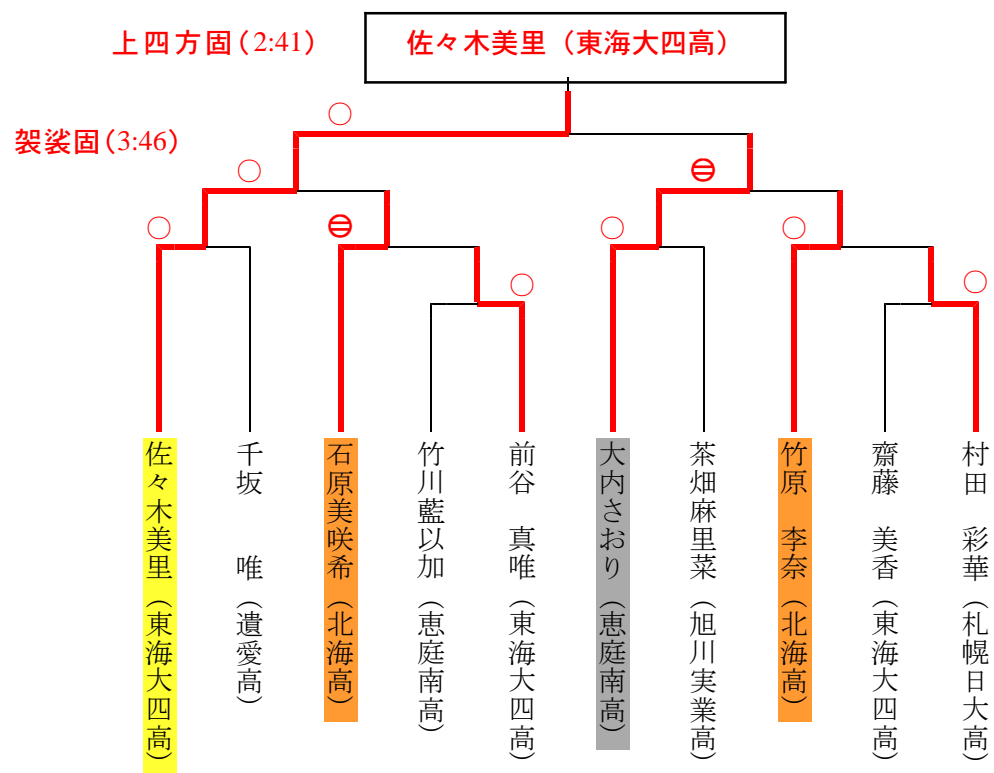 上四方固(2:41)
佐々木美里（東海大四高）
袈裟固(3:46)
佐々木美里（東海大四高）
千坂　唯（遺愛高）
石原美咲希（北海高）
竹川藍以加（恵庭南高）
前谷　真唯（東海大四高）
大内さおり（恵庭南高）
茶畑麻里菜（旭川実業高）
竹原　李奈（北海高）
齋藤　美香（東海大四高）
村田　彩華（札幌日大高）